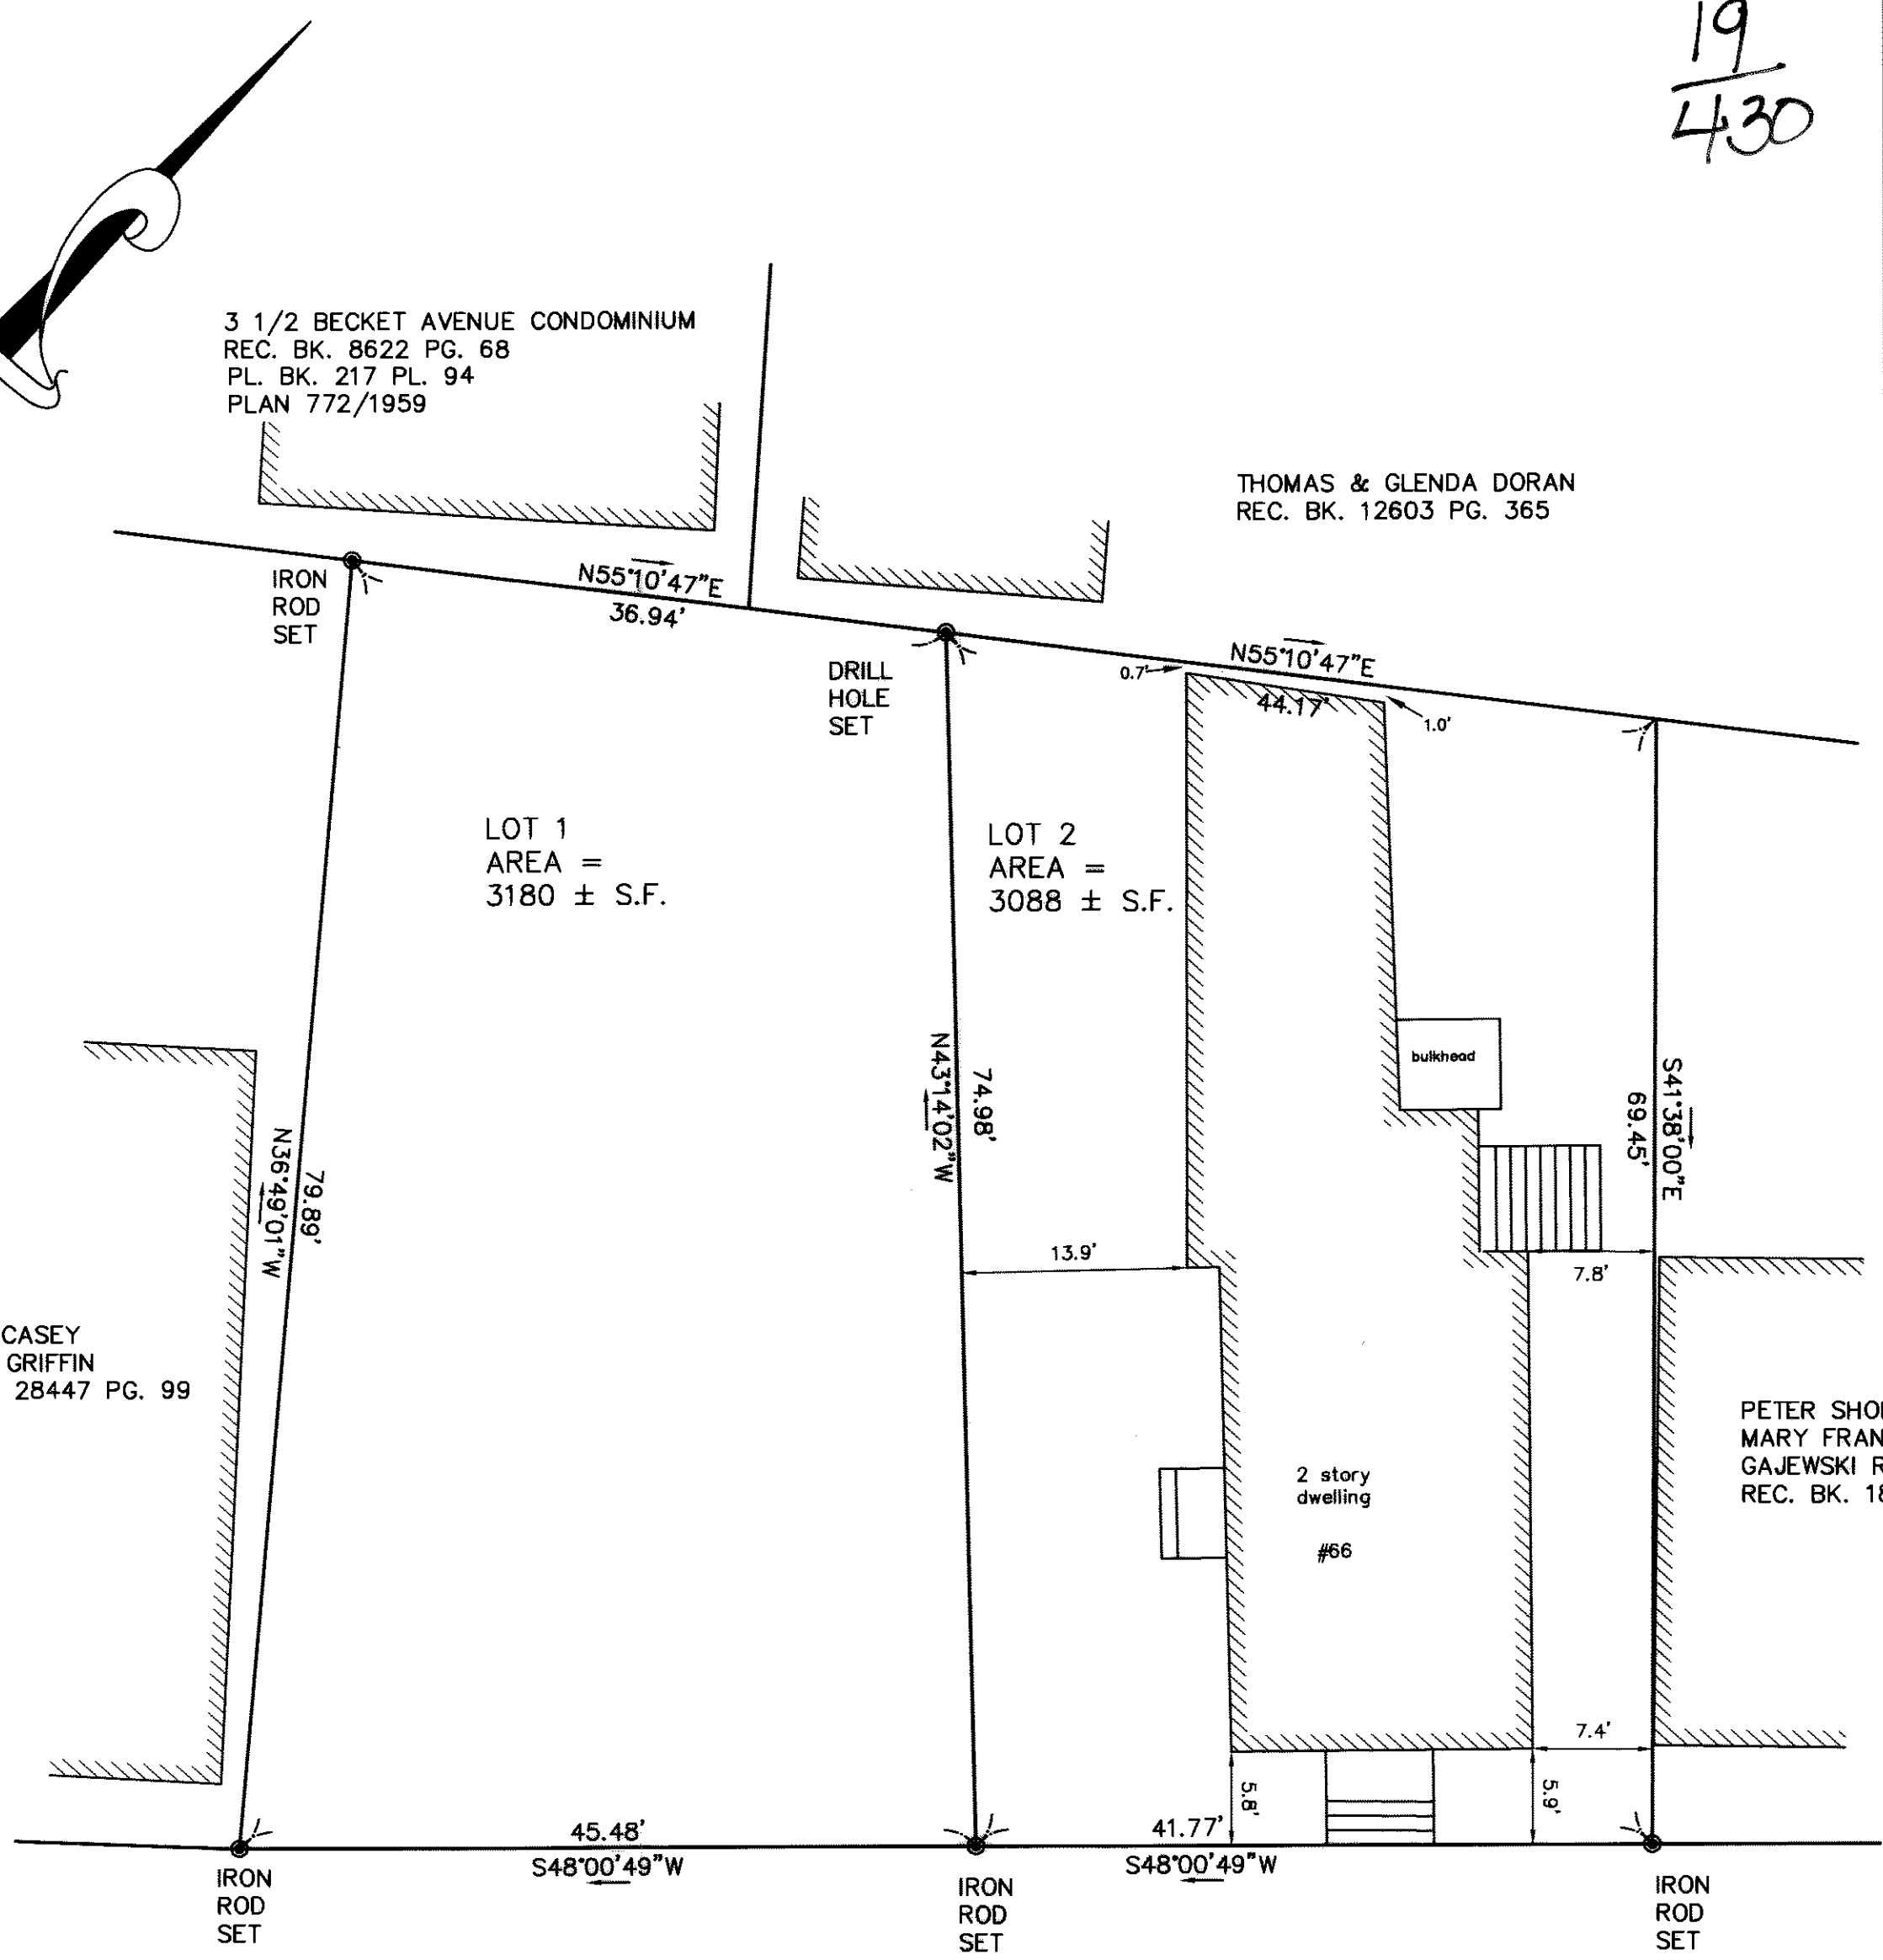 19
430
3 1/2 BECKET AVENUE CONDOMINIUM
REC. BK. 8622 PG. 68
PL. BK. 217 PL. 94
PLAN 772/1959
THOMAS & GLENDA DORAN
REC. BK. 12603 PG. 365
IRON
ROD
SET
N55°10'47"E
36.94'
DRILL
HOLE
SET
0.7'
N55°10'47"E
44.17'
1.0'
LOT 1
AREA =
3180 ± S.F.
LOT 2
AREA =
3088 ± S.F.
bulkhead
N43°14'02"W
74.98'
S41°38'00"E
69.45'
N36°49'01"W
79.89'
13.9'
7.8'
CASEY
GRIFFIN
28447 PG. 99
PETER SHO
MARY FRAN
GAJEWSKI R
REC. BK. 18
2 story
dwelling
#66
7.4'
5.8'
5.9'
45.48'
S48°00'49"W
41.77'
S48°00'49"W
IRON
ROD
SET
IRON
ROD
SET
IRON
ROD
SET